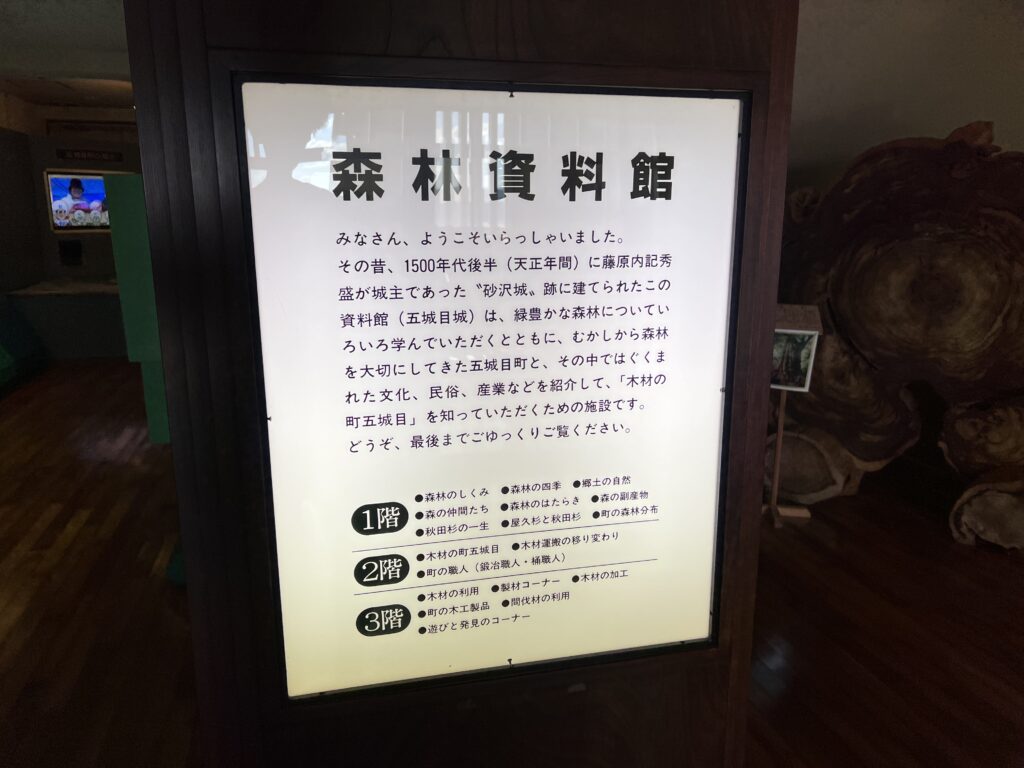 森林資料館
みなさん、ようこそいらっしゃいました。
その昔、1500年代後半（天正年間）に藤原内記秀
盛が城主であった〝砂沢城〟跡に建てられたこの
資料館（五城目城）は、緑豊かな森林についてい
ろいろ学んでいただくとともに、むかしから森林
を大切にしてきた五城目町と、その中ではぐくま
れた文化、民俗、産業などを紹介して、「木材の
町五城目」を知っていただくための施設です。
どうぞ、最後までごゆっくりご覧ください。
1階
●森林のしくみ ●森林の四季 ●郷土の自然
●森の仲間たち ●森林のはたらき ●森の副産物
●秋田杉の一生 ●屋久杉と秋田杉 ●町の森林分布
2階
●木材の町五城目 ●木材運搬の移り変わり
●町の職人（鍛冶職人・桶職人）
3階
●木材の利用 ●製材コーナー ●木材の加工
●町の木工製品 ●間伐材の利用
●遊びと発見のコーナー